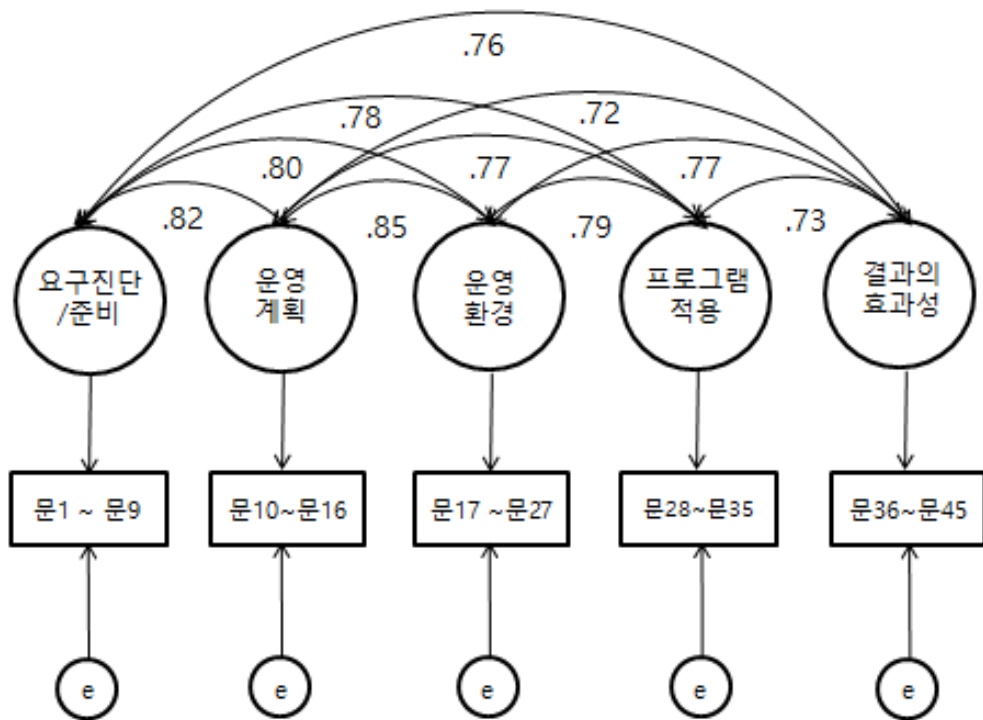 .76
.78
.72
.80
.77
.77
.82
.85
.79
.73
요구진단
/준비
운영
계획
운영
환경
프로그램
적용
결과의
효과성
문1 ~ 문9
문10~문16
문17 ~문27
문28~문35
문36~문45
e
e
e
e
e